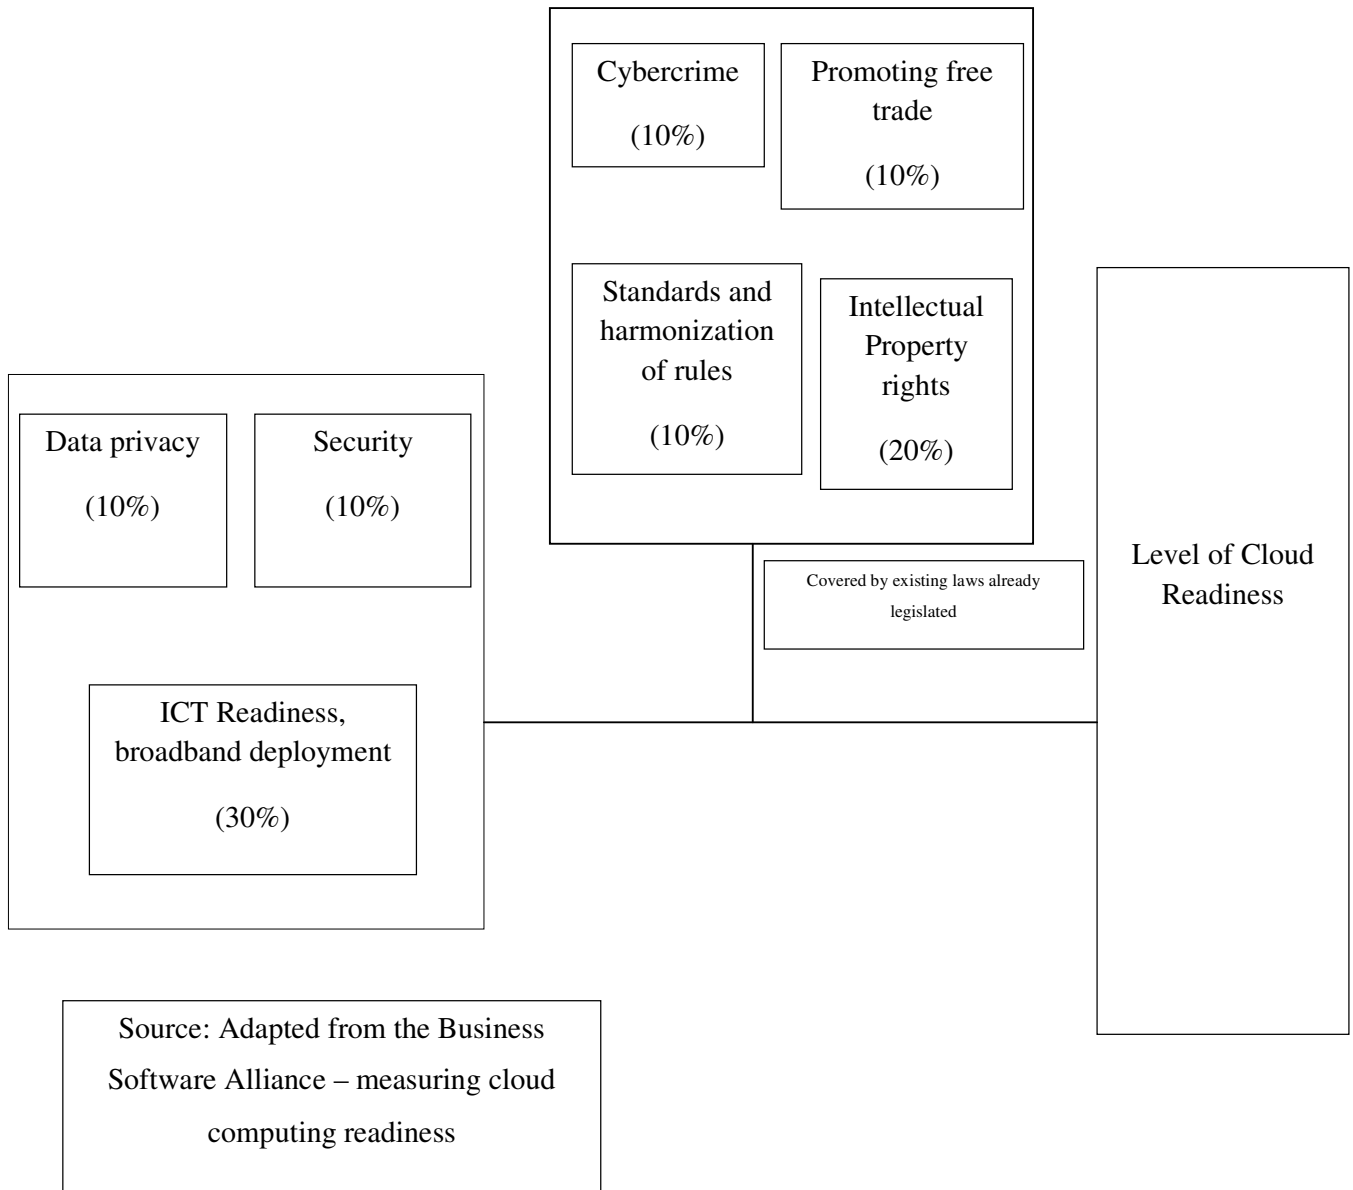 Cybercrime
(10%)
Promoting free
trade
(10%)
Standards and
harmonization
of rules
(10%)
Intellectual
Property
rights
(20%)
Data privacy
(10%)
Security
(10%)
ICT Readiness,
broadband deployment
(30%)
Covered by existing laws already
legislated
Level of Cloud
Readiness
Source: Adapted from the Business
Software Alliance – measuring cloud
computing readiness